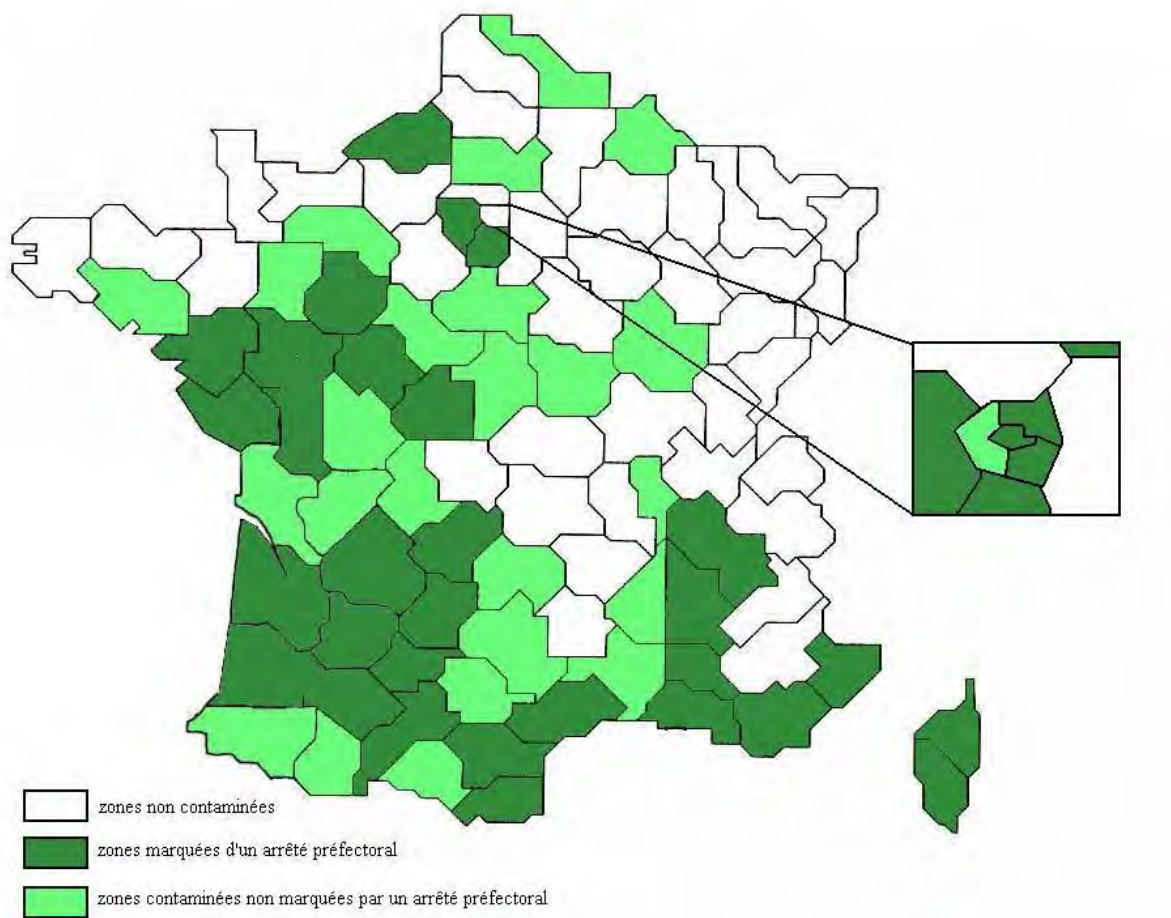 zones non contaminées
zones marquées d'un arrêté préfectoral
zones contaminées non marquées par un arrêté préfectoral